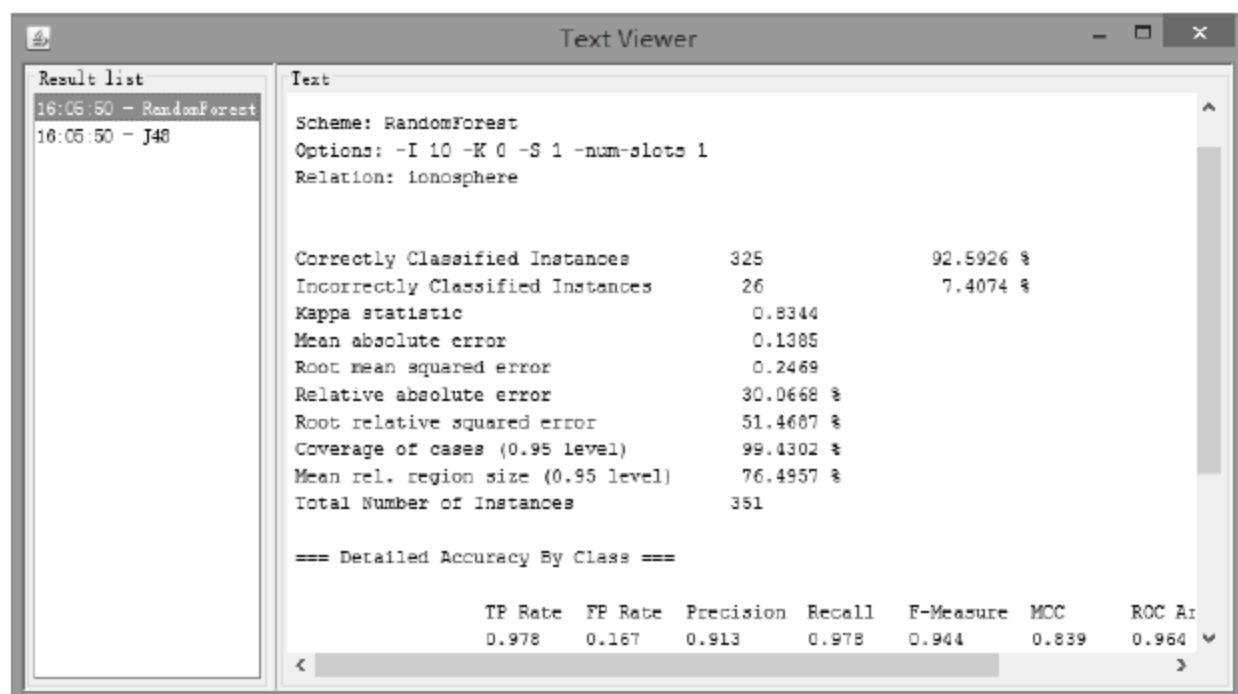 Text Viewer
Result list
16:05:50 - RandomForest
16:05:50 - J48
Text
Scheme: RandomForest
Options: -I 10 -K 0 -S 1 -num-slots 1
Relation: ionosphere
Correctly Classified Instances 325 92.5926 %
Incorrectly Classified Instances 26 7.4074 %
Kappa statistic 0.8344
Mean absolute error 0.1385
Root mean squared error 0.2469
Relative absolute error 30.0668 %
Root relative squared error 51.4687 %
Coverage of cases (0.95 level) 99.4302 %
Mean rel. region size (0.95 level) 76.4957 %
Total Number of Instances 351
=== Detailed Accuracy By Class ===
TP Rate FP Rate Precision Recall F-Measure MCC ROC Ar
0.978 0.167 0.913 0.978 0.944 0.839 0.964